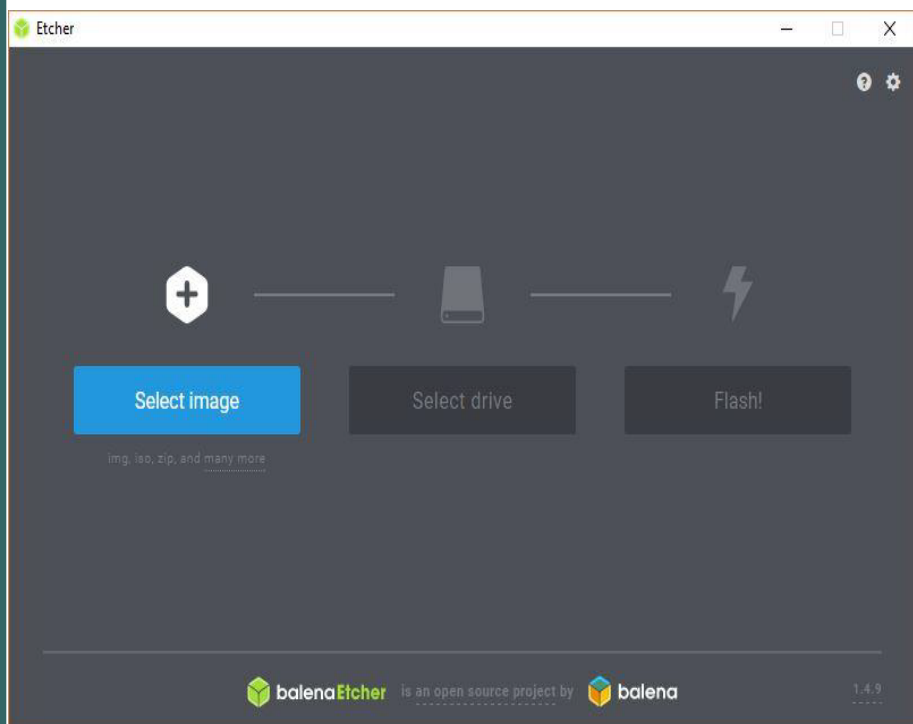 Etcher
Select image
Select drive
Flash!
img, iso, zip, and many more
balenaEtcher is an open source project by balena
1.4.9